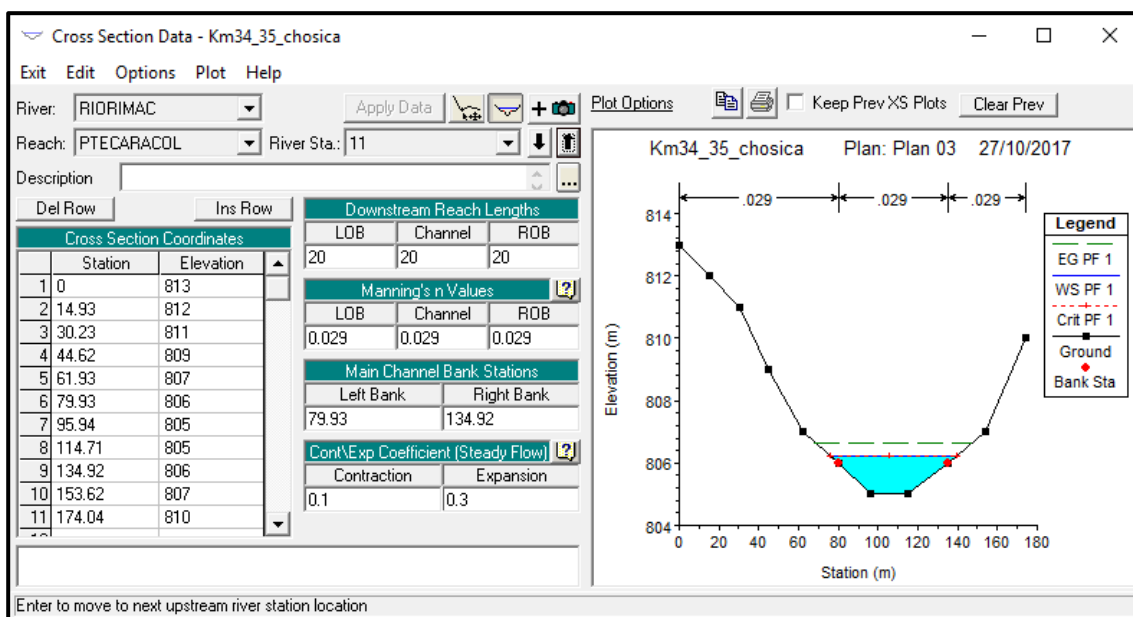 Cross Section Data - Km34_35_chosica
Exit Edit Options Plot Help
River: RIORIMAC Apply Data Plot Options Keep Prev XS Plots Clear Prev
Reach: PTECARACOL River Sta.: 11
Description ...
Del Row Ins Row
Cross Section Coordinates
Station Elevation
1 0 813
2 14.93 812
3 30.23 811
4 44.62 809
5 61.93 807
6 79.93 806
7 95.94 805
8 114.71 805
9 134.92 806
10 153.62 807
11 174.04 810
Downstream Reach Lengths
LOB Channel ROB
20 20 20
Manning's n Values
LOB Channel ROB
0.029 0.029 0.029
Main Channel Bank Stations
Left Bank Right Bank
79.93 134.92
Cont\Exp Coefficient (Steady Flow)
Contraction Expansion
0.1 0.3
Km34_35_chosica Plan: Plan 03 27/10/2017
.029 .029 .029
814
812
810
808
806
804
Elevation (m)
0 20 40 60 80 100 120 140 160 180
Station (m)
Legend
EG PF 1
WS PF 1
Crit PF 1
Ground
Bank Sta
Enter to move to next upstream river station location